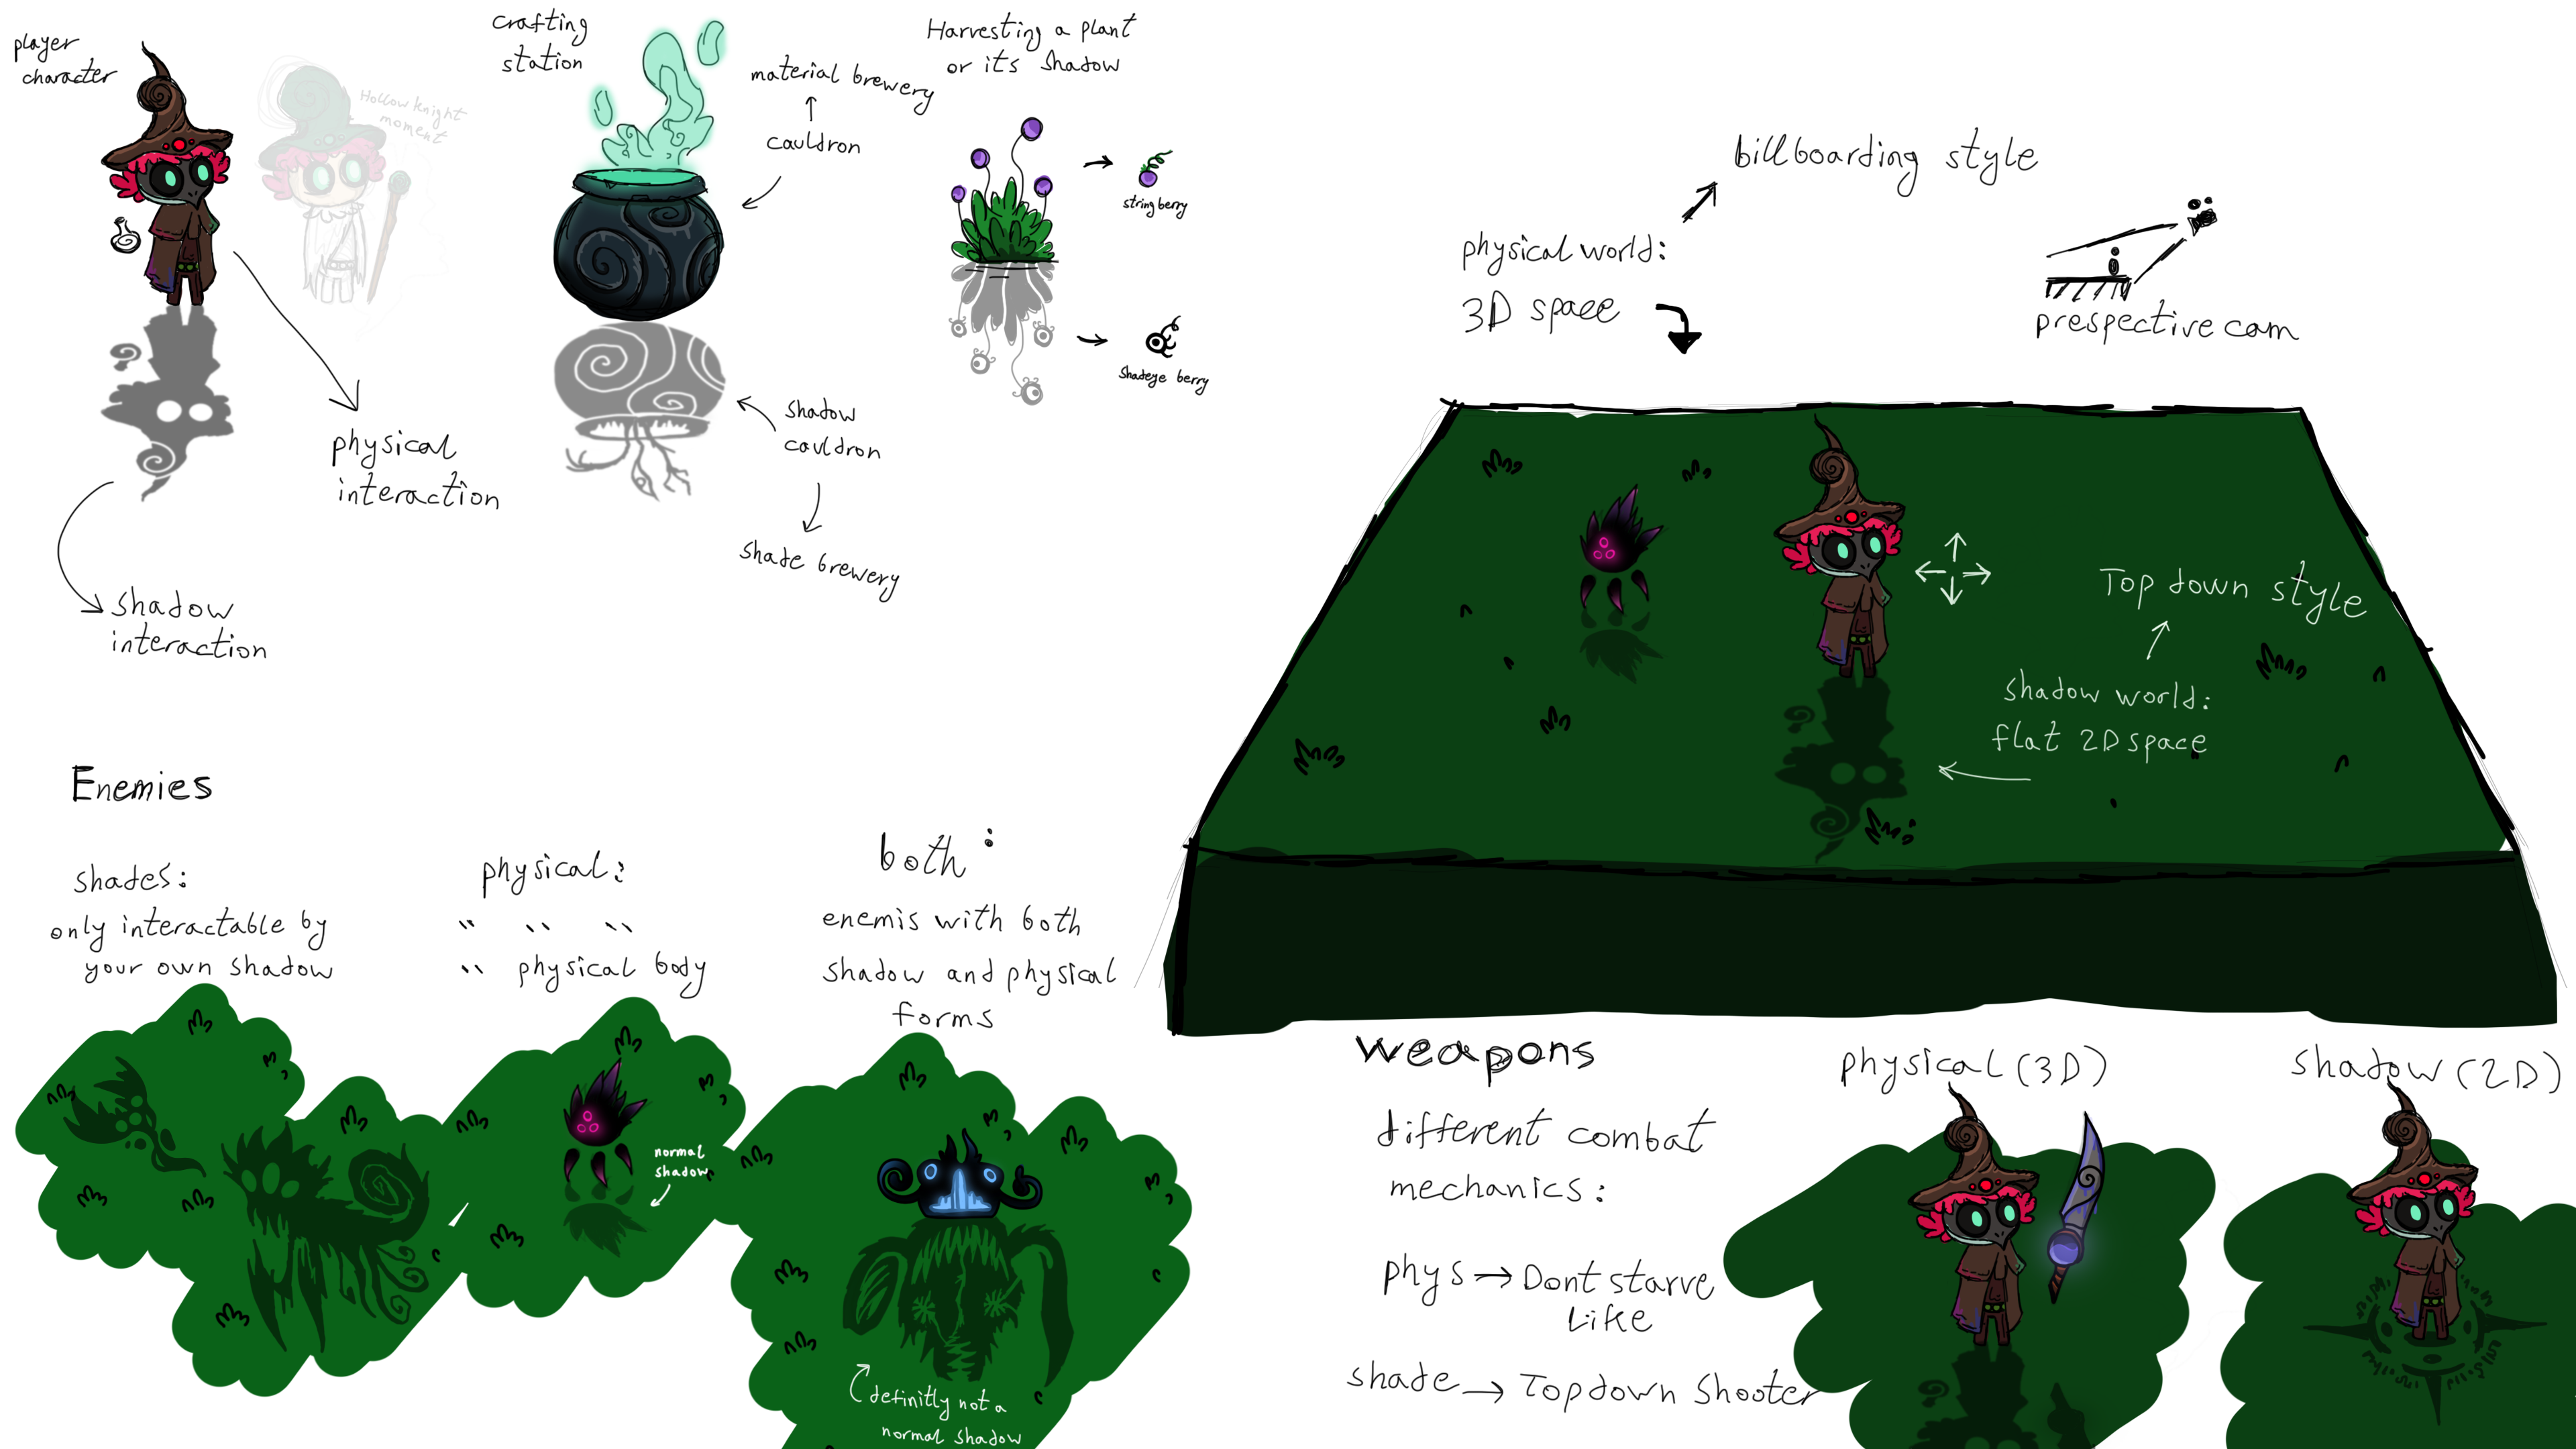 player
character
Hollow knight
moment
physical
interaction
shadow
interaction
crafting
station
material brewery
cauldron
shadow
cauldron
shade brewery
Harvesting a plant
or its shadow
string berry
shadeye berry
billboarding style
physical world:
3D space
prespective cam
Top down style
shadow world:
flat 2D space
Enemies
shades:
only interactable by
your own shadow
physical:
" " "
" physical body
normal
shadow
both:
enemis with both
shadow and physical
forms
definitly not a
normal shadow
weapons
different combat
mechanics:
phys → Dont starve
Like
shade → Topdown Shooter
physical (3D)
shadow (2D)